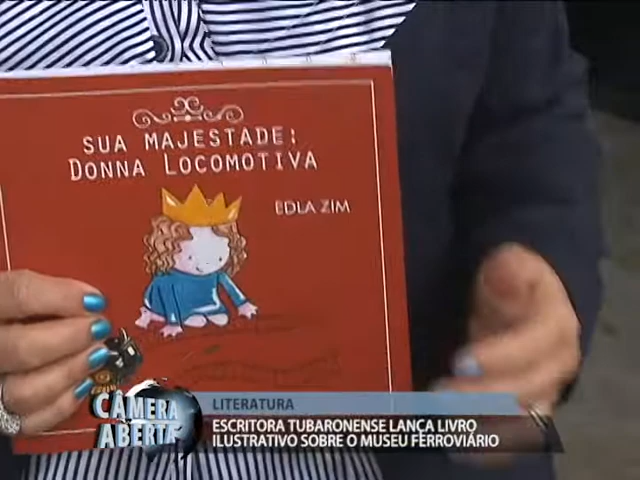 SUA MAJESTADE:
DONNA LOCOMOTIVA
EDLA ZIM
CÂMERA
ABERTA
LITERATURA
ESCRITORA TUBARONENSE LANÇA LIVRO
ILUSTRATIVO SOBRE O MUSEU FERROVIÁRIO